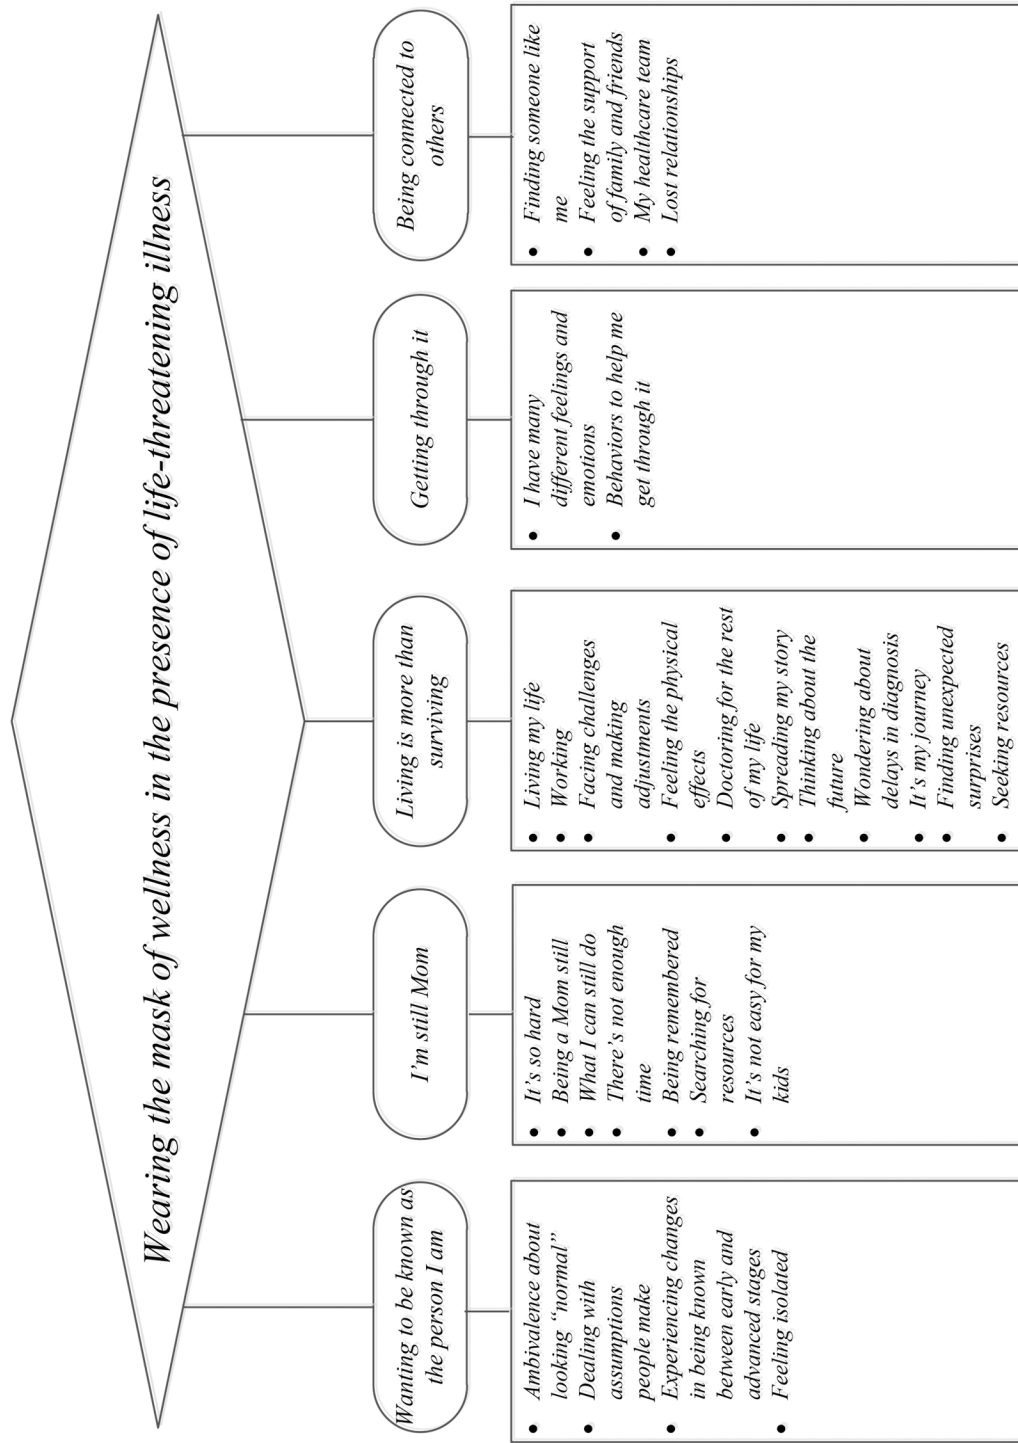 Wearing the mask of wellness in the presence of life-threatening illness
Wanting to be known as
the person I am
• Ambivalence about
looking “normal”
• Dealing with
assumptions
people make
• Experiencing changes
in being known
between early and
advanced stages
• Feeling isolated
I’m still Mom
• It’s so hard
• Being a Mom still
• What I can still do
• There’s not enough
time
• Being remembered
• Searching for
resources
• It’s not easy for my
kids
Living is more than
surviving
• Living my life
• Working
• Facing challenges
and making
adjustments
• Feeling the physical
effects
• Doctoring for the rest
of my life
• Spreading my story
• Thinking about the
future
• Wondering about
delays in diagnosis
• It’s my journey
• Finding unexpected
surprises
• Seeking resources
Getting through it
• I have many
different feelings and
emotions
• Behaviors to help me
get through it
Being connected to
others
• Finding someone like
me
• Feeling the support
of family and friends
• My healthcare team
• Lost relationships